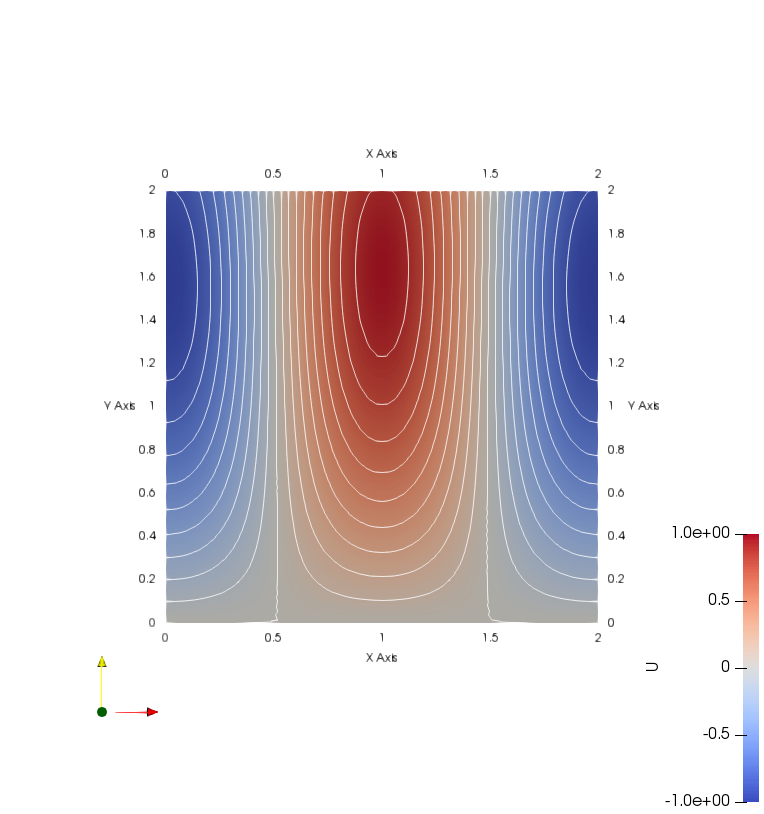 X Axis
0 0.5 1 1.5 2
2 2
1.8 1.8
1.6 1.6
1.4 1.4
1.2 1.2
Y Axis 1 1 Y Axis
0.8 0.8
0.6 0.6
0.4 0.4
0.2 0.2
0 0
0 0.5 1 1.5 2
X Axis
1.0e+00
0.5
U
0
-0.5
-1.0e+00